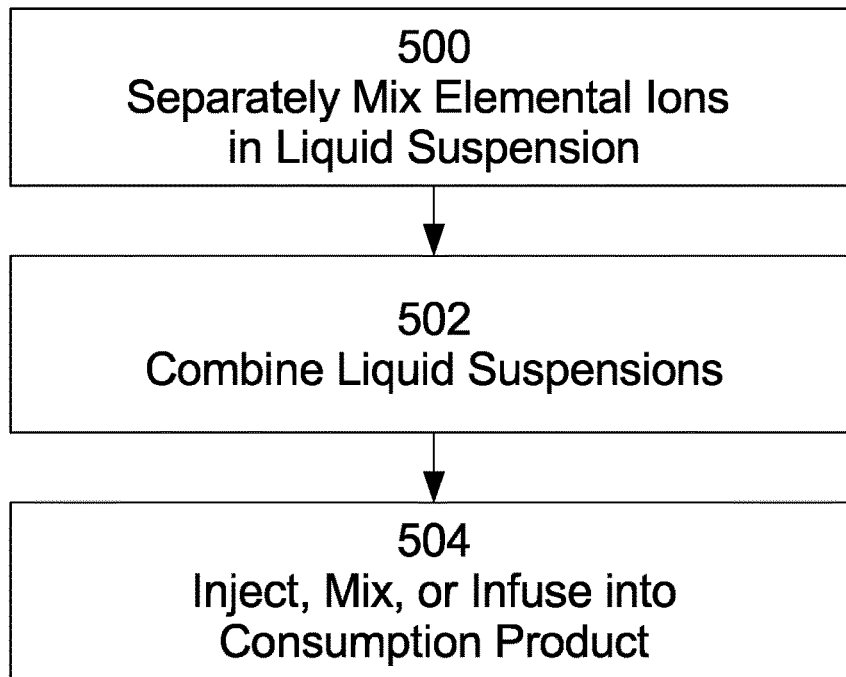 500
Separately Mix Elemental Ions
in Liquid Suspension
502
Combine Liquid Suspensions
504
Inject, Mix, or Infuse into
Consumption Product